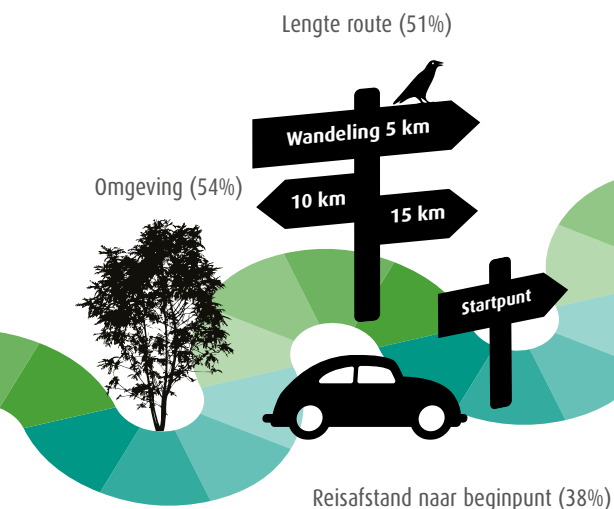 Lengte route (51%)
Wandeling 5 km
Omgeving (54%)
10 km
15 km
Startpunt
Reisafstand naar beginpunt (38%)